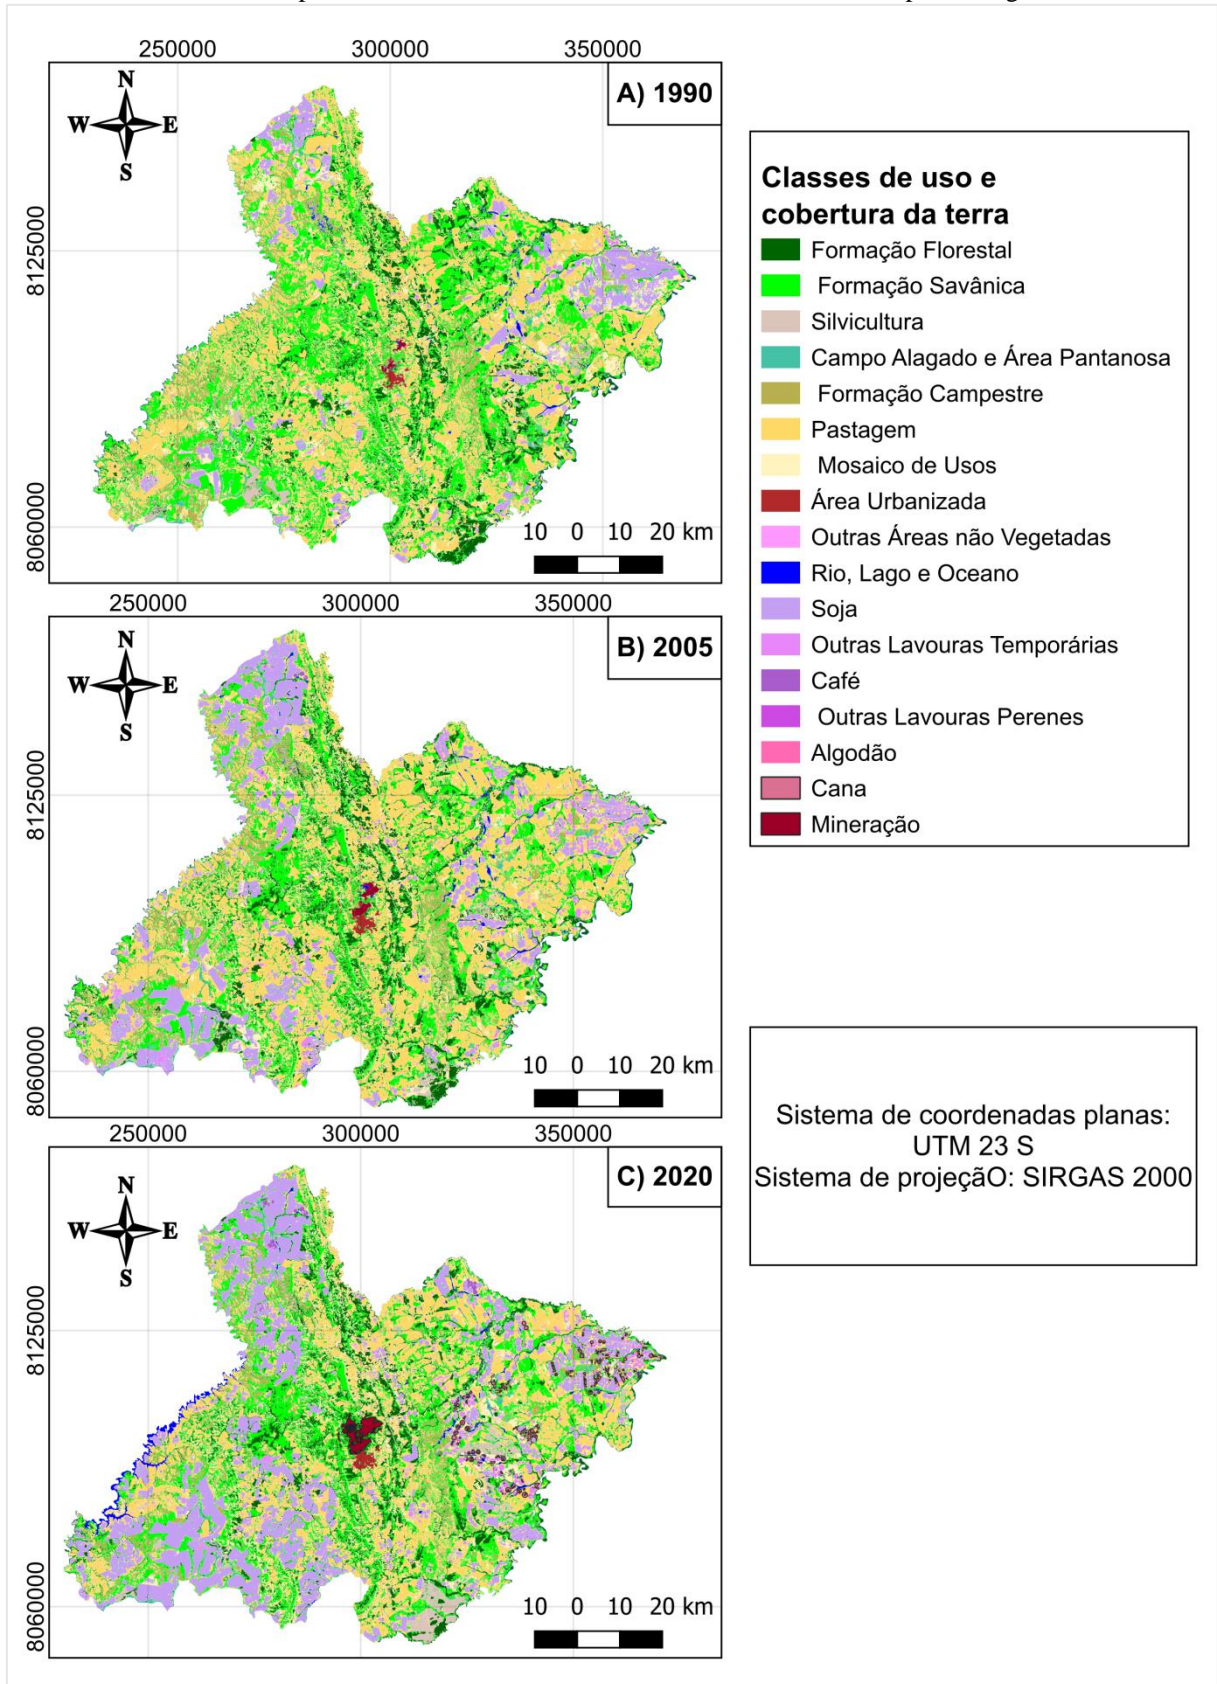 250000 300000 350000
N
A) 1990
W E
S
8125000
8060000
10 0 10 20 km
250000 300000 350000
N
B) 2005
W E
S
8125000
8060000
10 0 10 20 km
250000 300000 350000
N
C) 2020
W E
S
8125000
8060000
10 0 10 20 km
Classes de uso e
cobertura da terra
Formação Florestal
Formação Savânica
Silvicultura
Campo Alagado e Área Pantanosa
Formação Campestre
Pastagem
Mosaico de Usos
Área Urbanizada
Outras Áreas não Vegetadas
Rio, Lago e Oceano
Soja
Outras Lavouras Temporárias
Café
Outras Lavouras Perenes
Algodão
Cana
Mineração
Sistema de coordenadas planas:
UTM 23 S
Sistema de projeçãO: SIRGAS 2000